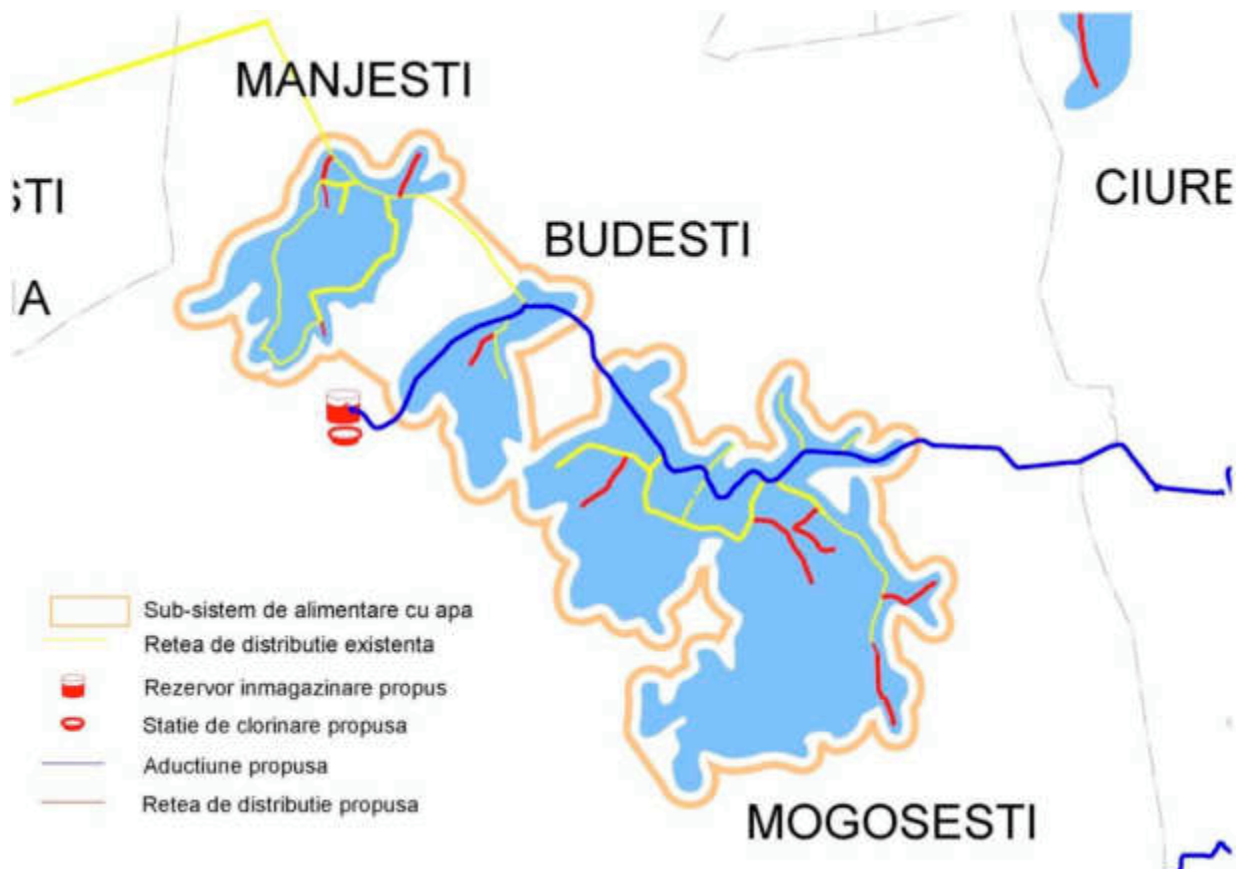 MANJESTI
STI
CIURE
BUDESTI
IA
Sub-sistem de alimentare cu apa
Retea de distributie existenta
Rezervor inmagazinare propus
Statie de clorinare propusa
Aductiune propusa
Retea de distributie propusa
MOGOSESTI